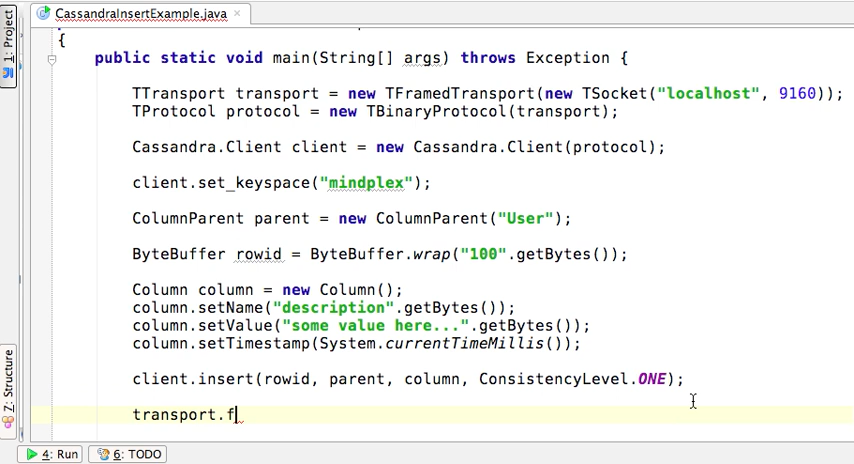 CassandraInsertExample.java
1: Project
{
public static void main(String[] args) throws Exception {
TTransport transport = new TFramedTransport(new TSocket("localhost", 9160));
TProtocol protocol = new TBinaryProtocol(transport);
Cassandra.Client client = new Cassandra.Client(protocol);
client.set_keyspace("mindplex");
ColumnParent parent = new ColumnParent("User");
ByteBuffer rowid = ByteBuffer.wrap("100".getBytes());
Column column = new Column();
column.setName("description".getBytes());
column.setValue("some value here...".getBytes());
column.setTimestamp(System.currentTimeMillis());
client.insert(rowid, parent, column, ConsistencyLevel.ONE);
transport.f
Z: Structure
4: Run
6: TODO